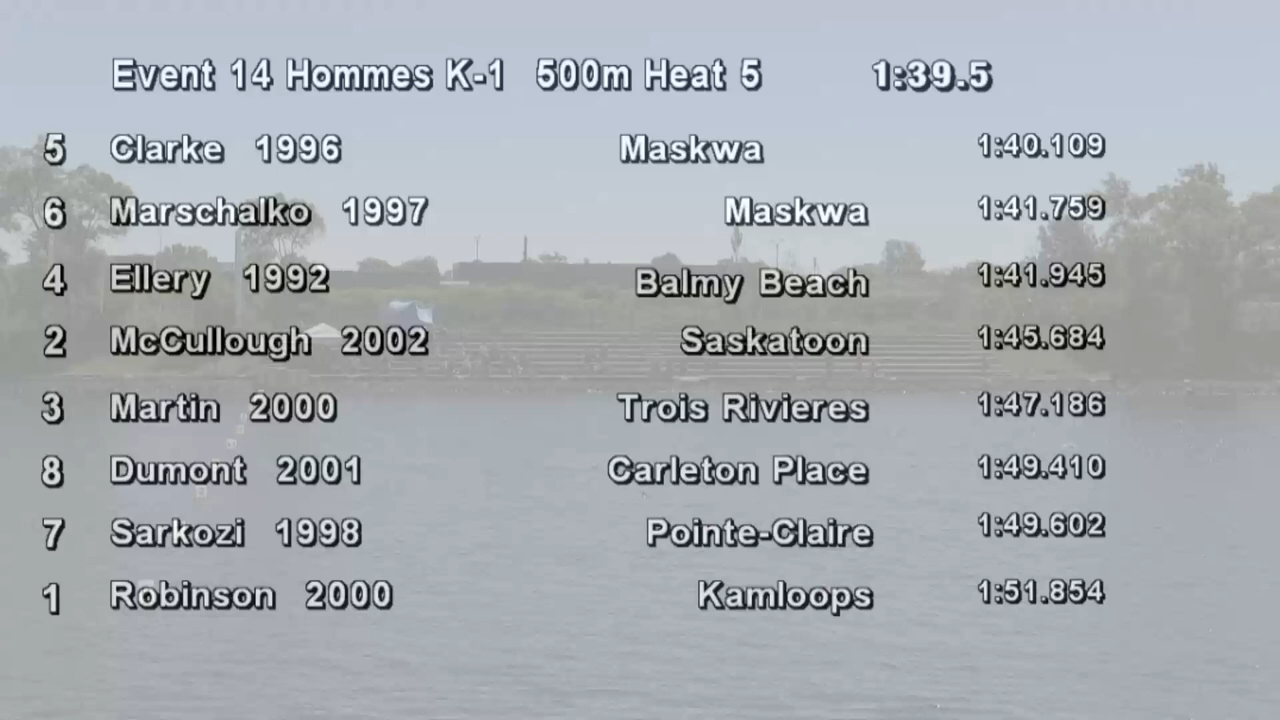 Event 14 Hommes K-1 500m Heat 5 1:39.5
5 Clarke 1996 Maskwa 1:40.109
6 Marschalko 1997 Maskwa 1:41.759
4 Ellery 1992 Balmy Beach 1:41.945
2 McCullough 2002 Saskatoon 1:45.684
3 Martin 2000 Trois Rivieres 1:47.186
8 Dumont 2001 Carleton Place 1:49.410
7 Sarkozi 1998 Pointe-Claire 1:49.602
1 Robinson 2000 Kamloops 1:51.854